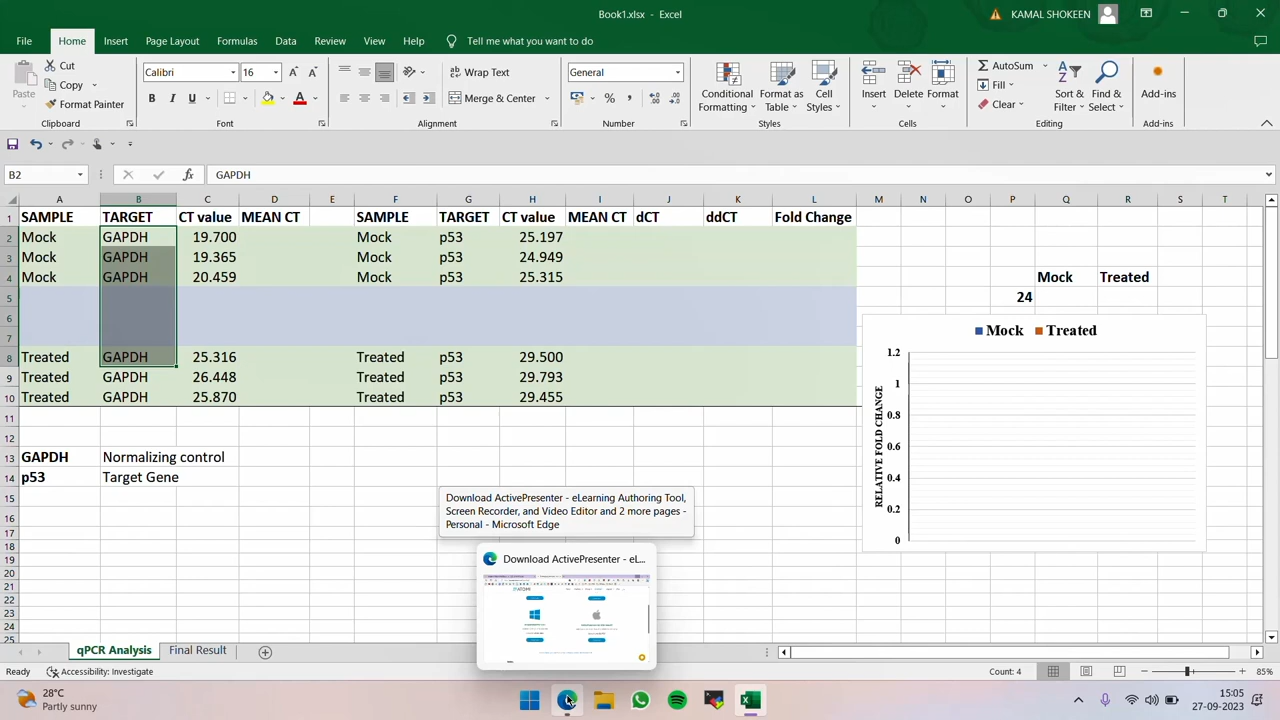 Book1.xlsx - Excel
KAMAL SHOKEEN
File Home Insert Page Layout Formulas Data Review View Help Tell me what you want to do
Paste
Cut
Copy
Format Painter
Clipboard
Calibri 16
B I U
Font
Wrap Text
Merge & Center
Alignment
General
Number
Conditional Formatting
Format as Table
Cell Styles
Styles
Insert Delete Format
Cells
AutoSum
Fill
Clear
Sort & Filter
Find & Select
Editing
Add-ins
Add-ins
B2 fx GAPDH
A B C D E F G H I J K L M N O P Q R S T
1 SAMPLE TARGET CT value MEAN CT SAMPLE TARGET CT value MEAN CT dCT ddCT Fold Change
2 Mock GAPDH 19.700 Mock p53 25.197
3 Mock GAPDH 19.365 Mock p53 24.949
4 Mock GAPDH 20.459 Mock p53 25.315 Mock Treated
5 24
6
7
8 Treated GAPDH 25.316 Treated p53 29.500
9 Treated GAPDH 26.448 Treated p53 29.793
10 Treated GAPDH 25.870 Treated p53 29.455
11
12
13 GAPDH Normalizing control
14 p53 Target Gene
15
16
17
18
19
20
21
22
23
24
25
Mock Treated
1.2
1
0.8
0.6
0.4
0.2
0
RELATIVE FOLD CHANGE
Download ActivePresenter - eLearning Authoring Tool,
Screen Recorder, and Video Editor and 2 more pages -
Personal - Microsoft Edge
Download ActivePresenter - eL...
qPCR Analysis Final Result
Ready Accessibility: Investigate Count: 4 85%
28°C
Partly sunny
15:05
27-09-2023